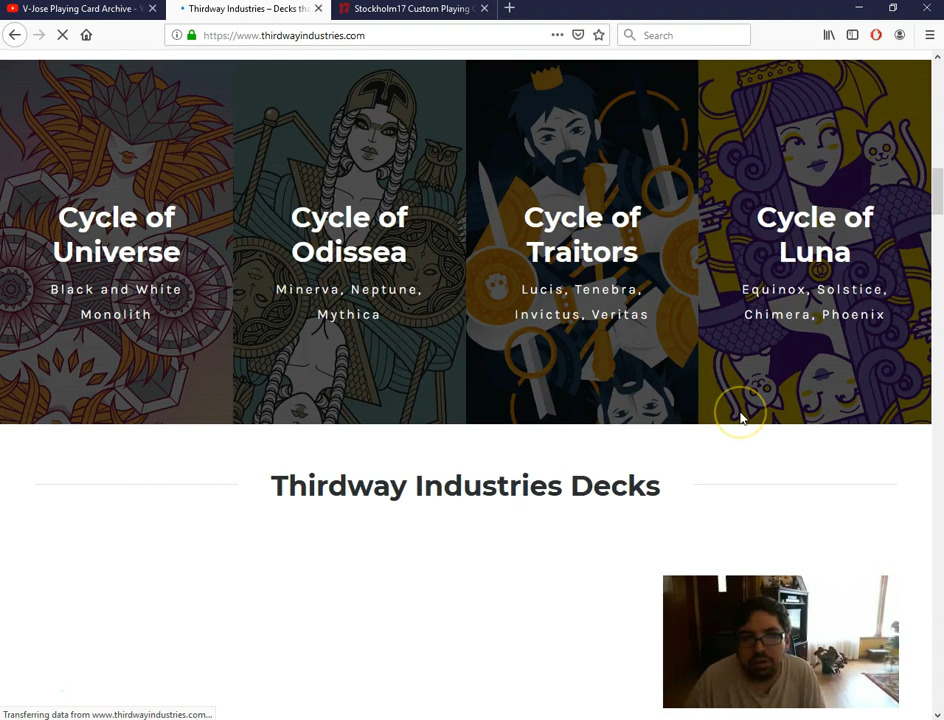 V-Jose Playing Card Archive - Y
Thirdway Industries – Decks tha
Stockholm17 Custom Playing C
https://www.thirdwayindustries.com
Search
Cycle of
Universe
Black and White
Monolith
Cycle of
Odissea
Minerva, Neptune,
Mythica
Cycle of
Traitors
Lucis, Tenebra,
Invictus, Veritas
Cycle of
Luna
Equinox, Solstice,
Chimera, Phoenix
Thirdway Industries Decks
Transferring data from www.thirdwayindustries.com...